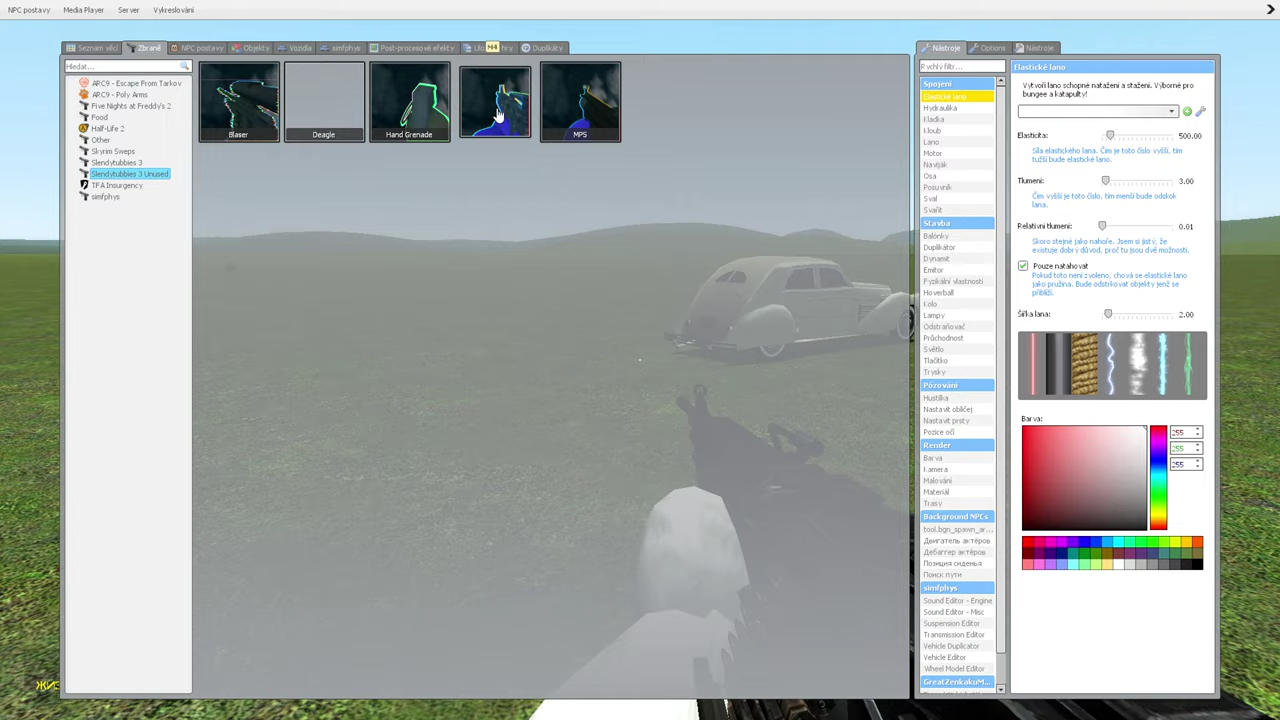 NPC postavy Media Player Server Vykreslování
Seznam věcí Zbraně NPC postavy Objekty Vozidla simfphys Post-procesové efekty M4 Duplikáty
Nástroje Options Nástroje
Hledat...
ARC9 - Escape From Tarkov
ARC9 - Poly Arms
Five Nights at Freddy's 2
Food
Half-Life 2
Other
Skyrim Sweps
Slendytubbies 3
Slendytubbies 3 Unused
TFA Insurgency
simfphys
Blaser
Deagle
Hand Grenade
MP5
Rychlý filtr...
Spojení
Elastické lano
Hydraulika
Kladka
Kloub
Lano
Motor
Naviják
Osa
Posuvník
Sval
Svařit
Stavba
Balónky
Duplikátor
Dynamit
Emitor
Fyzikální vlastnosti
Hoverball
Kolo
Lampy
Odstraňovač
Průchodnost
Světlo
Tlačítko
Trysky
Pózování
Hustilka
Nastavit obličej
Nastavit prsty
Pozice očí
Render
Barva
Kamera
Malování
Materiál
Trasy
Background NPCs
tool.bgn_spawn_ar...
Двигатель актёров
Дебаггер актёров
Позиция сиденья
Поиск пути
simfphys
Sound Editor - Engine
Sound Editor - Misc
Suspension Editor
Transmission Editor
Vehicle Duplicator
Vehicle Editor
Wheel Model Editor
GreatZenkakuM...
Elastické lano
Vytvoří lano schopné natažení a stažení. Výborné pro
bungee a katapulty!
Elasticita: 500.00
Síla elastického lana. Čím je toto číslo vyšší, tím
tužší bude elastické lano.
Tlumení: 3.00
Čím vyšší je toto číslo, tím menší bude odskok
lana.
Relativní tlumení: 0.01
Skoro stejné jako nahoře. Jsem si jistý, že
existuje dobrý důvod, proč tu jsou dvě možnosti.
Pouze natahovat
Pokud toto není zvoleno, chová se elastické lano
jako pružina. Bude odstrkovat objekty jenž se
přiblíží.
Šířka lana: 2.00
Barva:
255
255
255